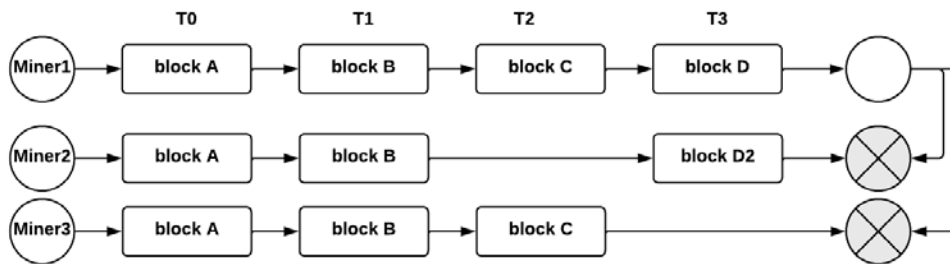 T0 T1 T2 T3
Miner1 block A block B block C block D
Miner2 block A block B block D2
Miner3 block A block B block C